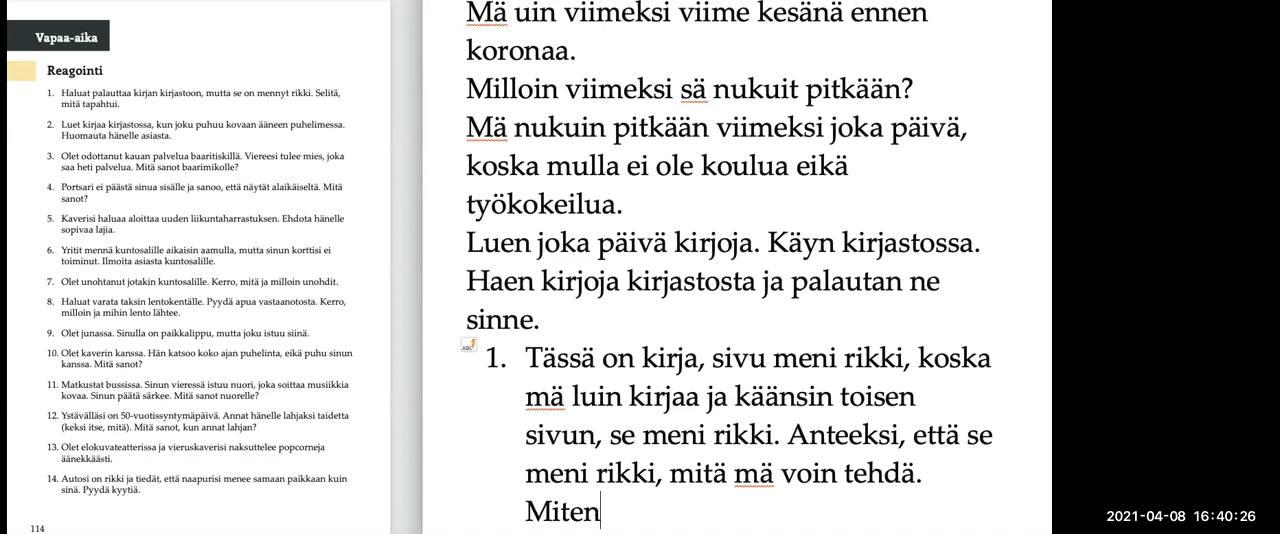 Vapaa-aika
Reagointi
1. Haluat palauttaa kirjan kirjastoon, mutta se on mennyt rikki. Selitä,
mitä tapahtui.
2. Luet kirjaa kirjastossa, kun joku puhuu kovaan ääneen puhelimessa.
Huomauta hänelle asiasta.
3. Olet odottanut kauan palvelua baaritiskillä. Viereesi tulee mies, joka
saa heti palvelua. Mitä sanot baarimikolle?
4. Portsari ei päästä sinua sisälle ja sanoo, että näytät alaikäiseltä. Mitä
sanot?
5. Kaverisi haluaa aloittaa uuden liikuntaharrastuksen. Ehdota hänelle
sopivaa lajia.
6. Yritit mennä kuntosalille aikaisin aamulla, mutta sinun korttisi ei
toiminut. Ilmoita asiasta kuntosalille.
7. Olet unohtanut jotakin kuntosalille. Kerro, mitä ja milloin unohdit.
8. Haluat varata taksin lentokentälle. Pyydä apua vastaanotosta. Kerro,
milloin ja mihin lento lähtee.
9. Olet junassa. Sinulla on paikkalippu, mutta joku istuu siinä.
10. Olet kaverin kanssa. Hän katsoo koko ajan puhelinta, eikä puhu sinun
kanssa. Mitä sanot?
11. Matkustat bussissa. Sinun vieressä istuu nuori, joka soittaa musiikkia
kovaa. Sinun päätä särkee. Mitä sanot nuorelle?
12. Ystävälläsi on 50-vuotissyntymäpäivä. Annat hänelle lahjaksi taidetta
(keksi itse, mitä). Mitä sanot, kun annat lahjan?
13. Olet elokuvateatterissa ja vieruskaverisi naksuttelee popcorneja
äänekkäästi.
14. Autosi on rikki ja tiedät, että naapurisi menee samaan paikkaan kuin
sinä. Pyydä kyytiä.
114
Mä uin viimeksi viime kesänä ennen
koronaa.
Milloin viimeksi sä nukuit pitkään?
Mä nukuin pitkään viimeksi joka päivä,
koska mulla ei ole koulua eikä
työkokeilua.
Luen joka päivä kirjoja. Käyn kirjastossa.
Haen kirjoja kirjastosta ja palautan ne
sinne.
1. Tässä on kirja, sivu meni rikki, koska
mä luin kirjaa ja käänsin toisen
sivun, se meni rikki. Anteeksi, että se
meni rikki, mitä mä voin tehdä.
Miten
2021-04-08 16:40:26